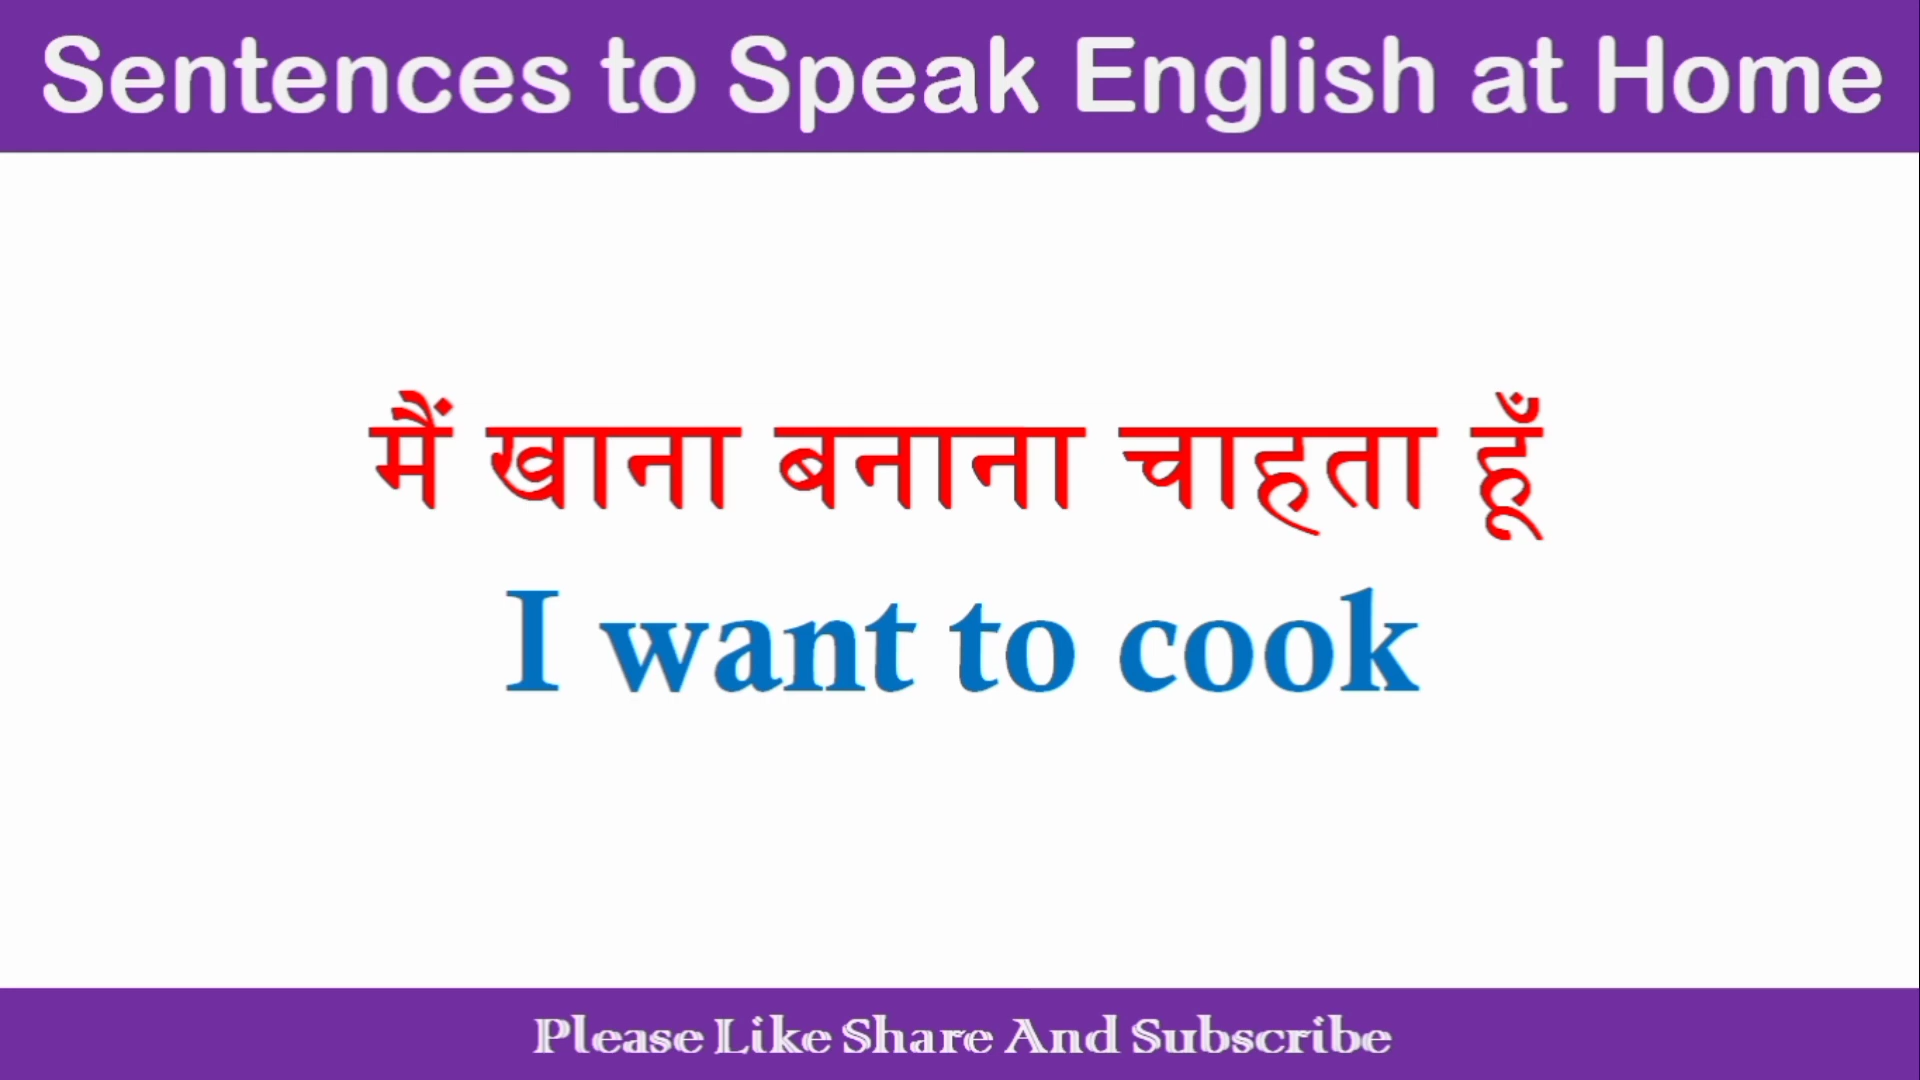 Sentences to Speak English at Home
मैं खाना बनाना चाहता हूँ
I want to cook
Please Like Share And Subscribe